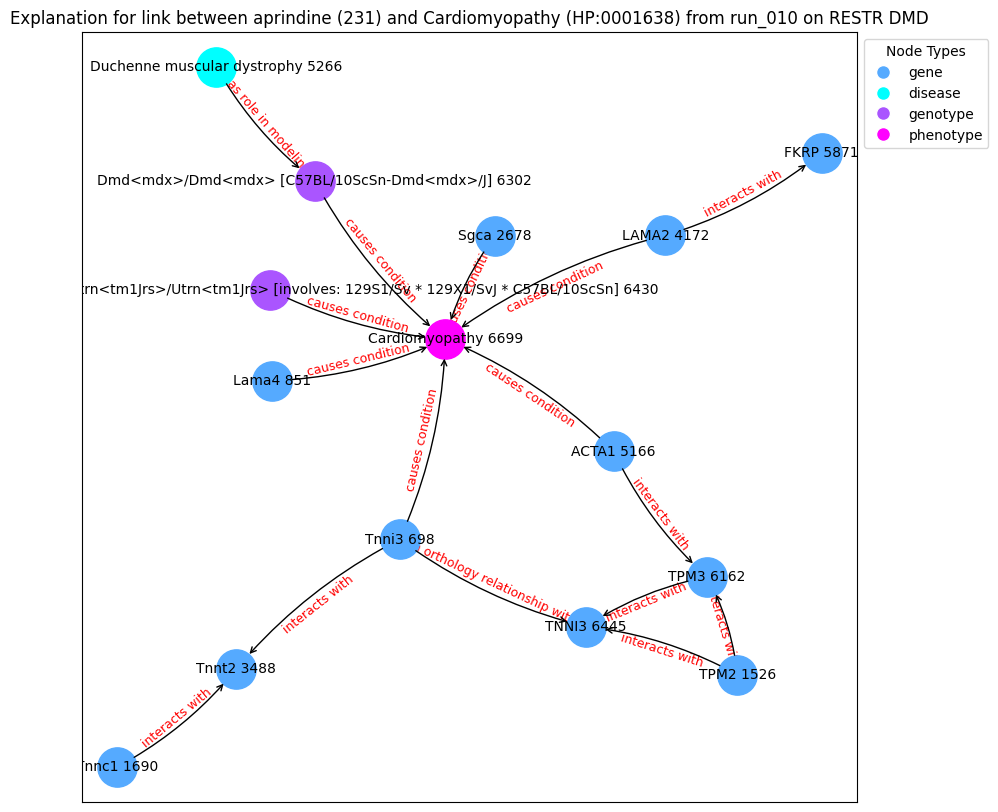 Explanation for link between aprindine (231) and Cardiomyopathy (HP:0001638) from run_010 on RESTR DMD
Node Types
gene
disease
genotype
phenotype
Duchenne muscular dystrophy 5266
as role in modelin
FKRP 5871
Dmd<mdx>/Dmd<mdx> [C57BL/10ScSn-Dmd<mdx>/J] 6302
interacts with
causes condition
Sgca 2678
LAMA2 4172
causes condition
uses conditi
trn<tm1Jrs>/Utrn<tm1Jrs> [involves: 129S1/Sv * 129X1/SvJ * C57BL/10ScSn] 6430
causes condition
Cardiomyopathy 6699
causes condition
Lama4 851
causes condition
causes condition
ACTA1 5166
interacts with
Tnni3 698
orthology relationship wit
TPM3 6162
interacts with
interacts with
teracts wi
TNNI3 6445
interacts with
Tnnt2 3488
TPM2 1526
interacts with
Tnnc1 1690